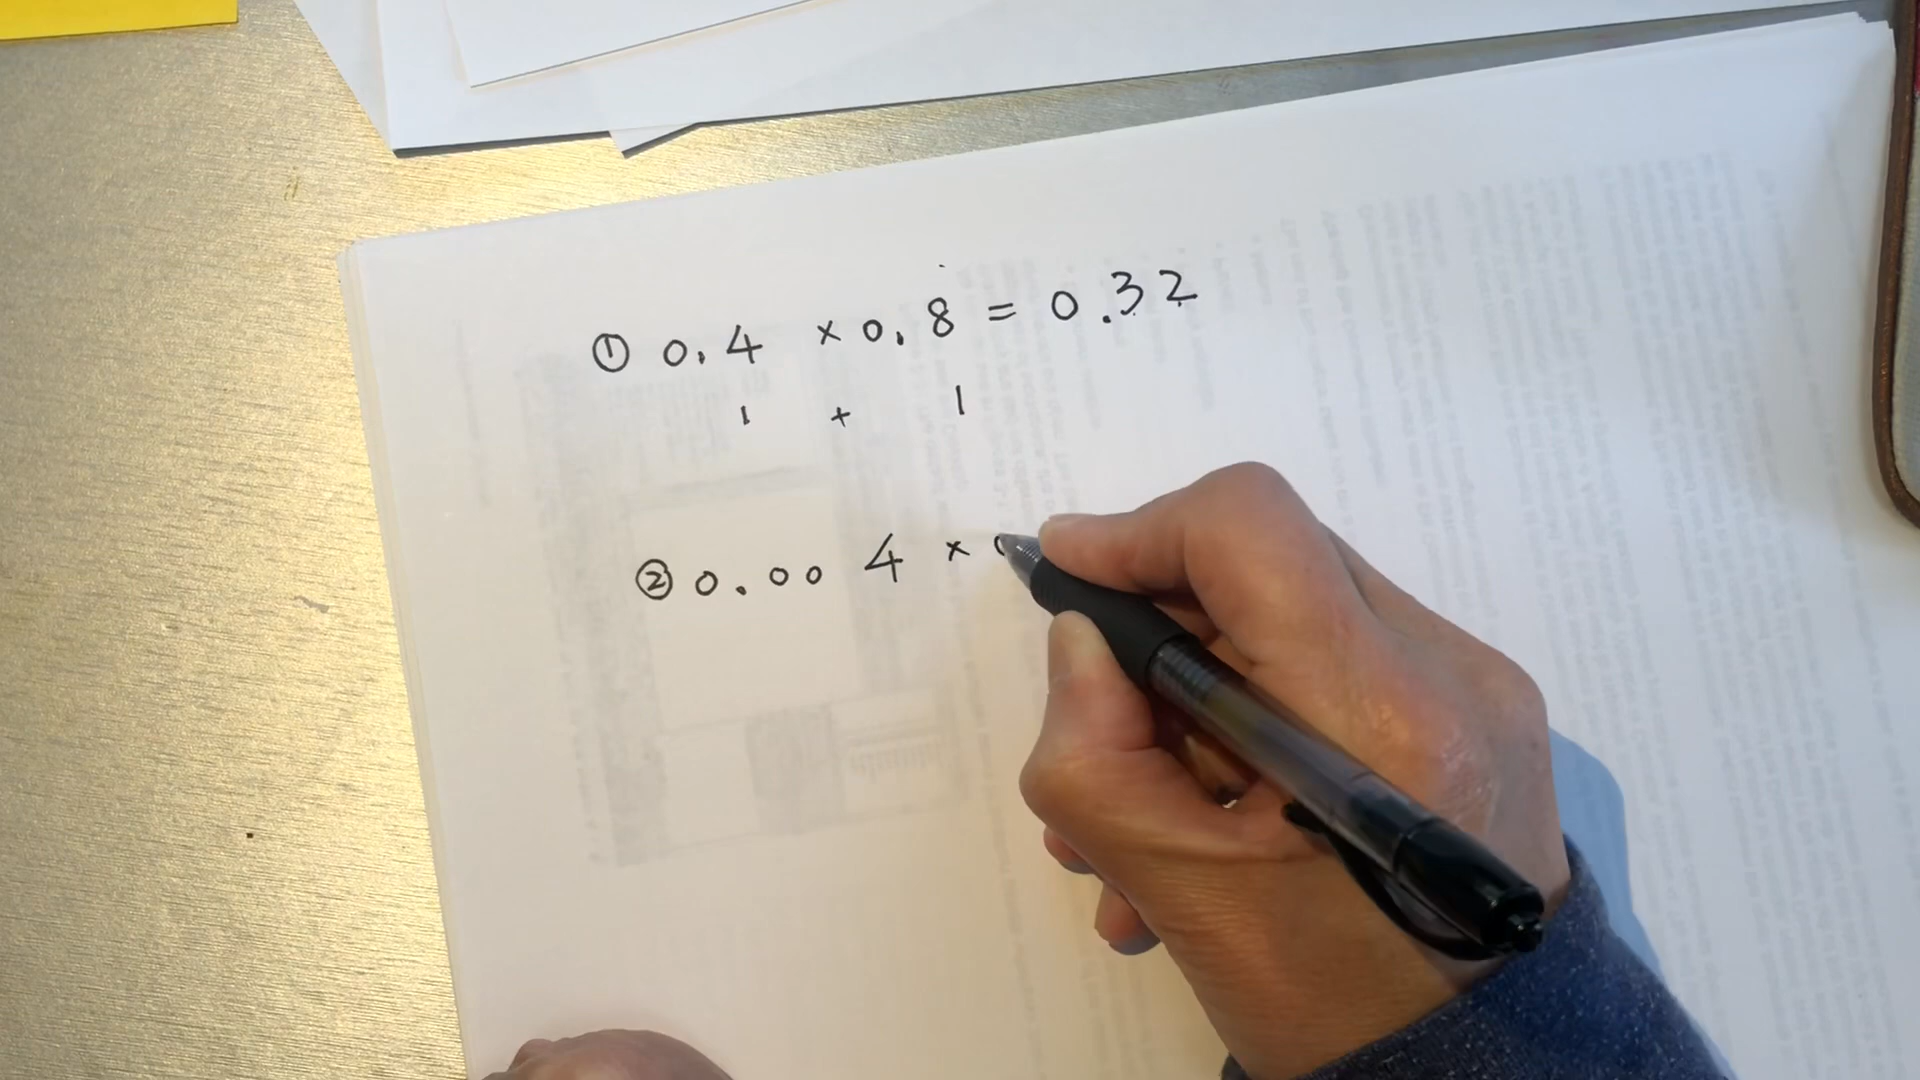 ① 0.4 × 0.8 = 0.32
1 + 1
② 0.004 ×